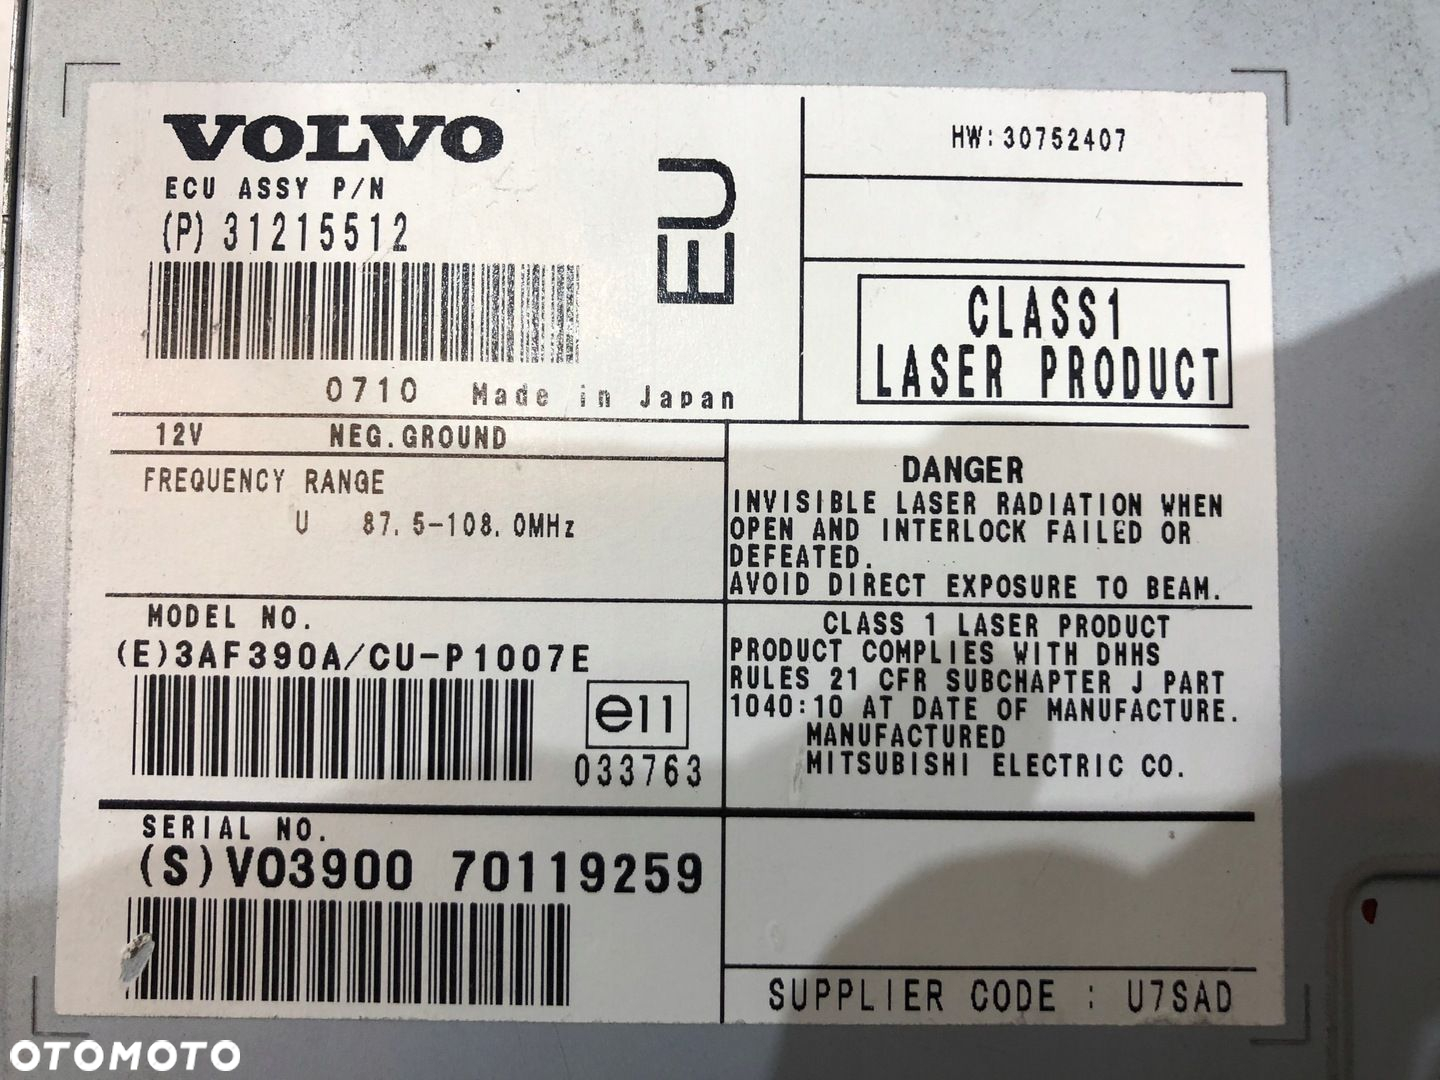 VOLVO
ECU ASSY P/N
(P) 31215512
EU
0710 Made in Japan
HW:30752407
CLASS1
LASER PRODUCT
12V NEG.GROUND
FREQUENCY RANGE
U 87.5-108.0MHz
DANGER
INVISIBLE LASER RADIATION WHEN
OPEN AND INTERLOCK FAILED OR
DEFEATED.
AVOID DIRECT EXPOSURE TO BEAM.
MODEL NO.
(E)3AF390A/CU-P1007E
e11
033763
CLASS 1 LASER PRODUCT
PRODUCT COMPLIES WITH DHHS
RULES 21 CFR SUBCHAPTER J PART
1040:10 AT DATE OF MANUFACTURE.
MANUFACTURED
MITSUBISHI ELECTRIC CO.
SERIAL NO.
(S)VO3900 70119259
SUPPLIER CODE : U7SAD
OTOMOTO